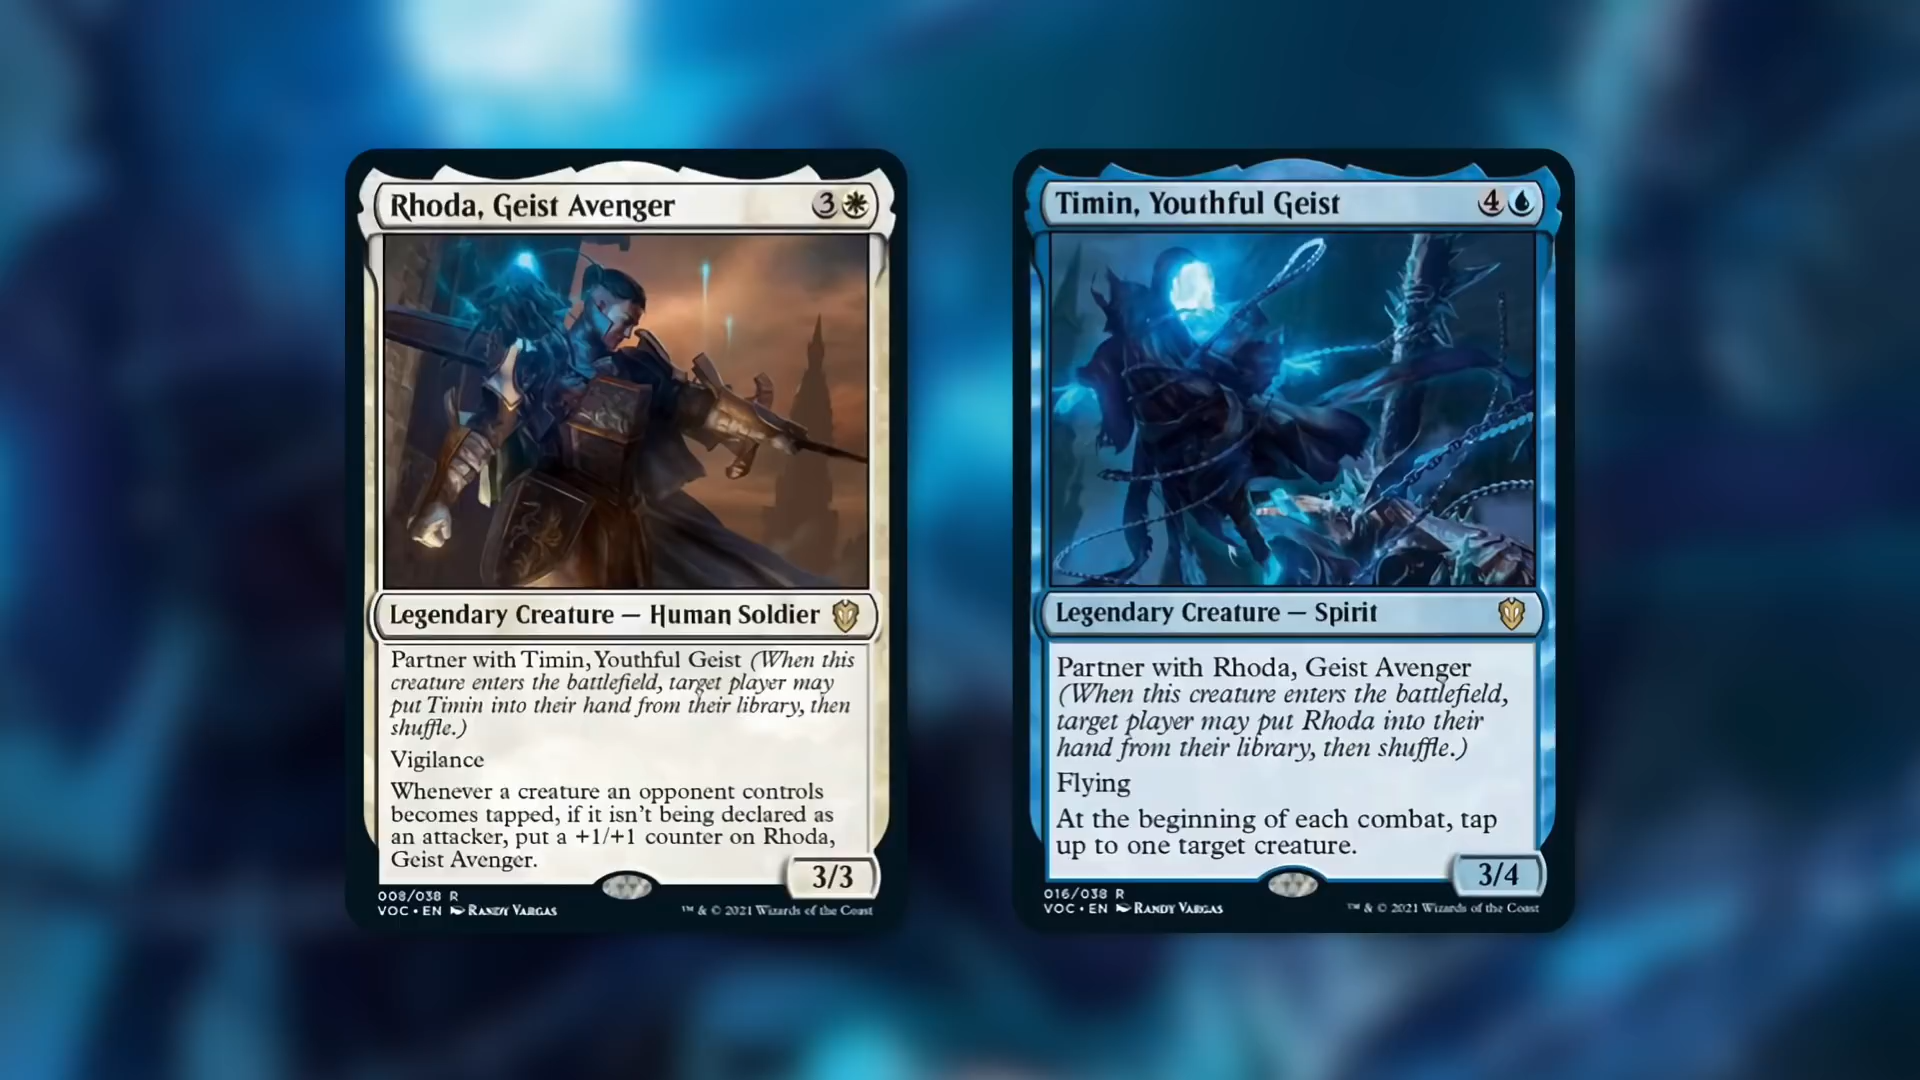 Rhoda, Geist Avenger 3
Legendary Creature — Human Soldier
Partner with Timin, Youthful Geist (When this
creature enters the battlefield, target player may
put Timin into their hand from their library, then
shuffle.)
Vigilance
Whenever a creature an opponent controls
becomes tapped, if it isn't being declared as
an attacker, put a +1/+1 counter on Rhoda,
Geist Avenger.
3/3
008/038 R
VOC • EN Randy Vargas
™ & © 2021 Wizards of the Coast
Timin, Youthful Geist 4
Legendary Creature — Spirit
Partner with Rhoda, Geist Avenger
(When this creature enters the battlefield,
target player may put Rhoda into their
hand from their library, then shuffle.)
Flying
At the beginning of each combat, tap
up to one target creature.
3/4
016/038 R
VOC • EN Randy Vargas
™ & © 2021 Wizards of the Coast